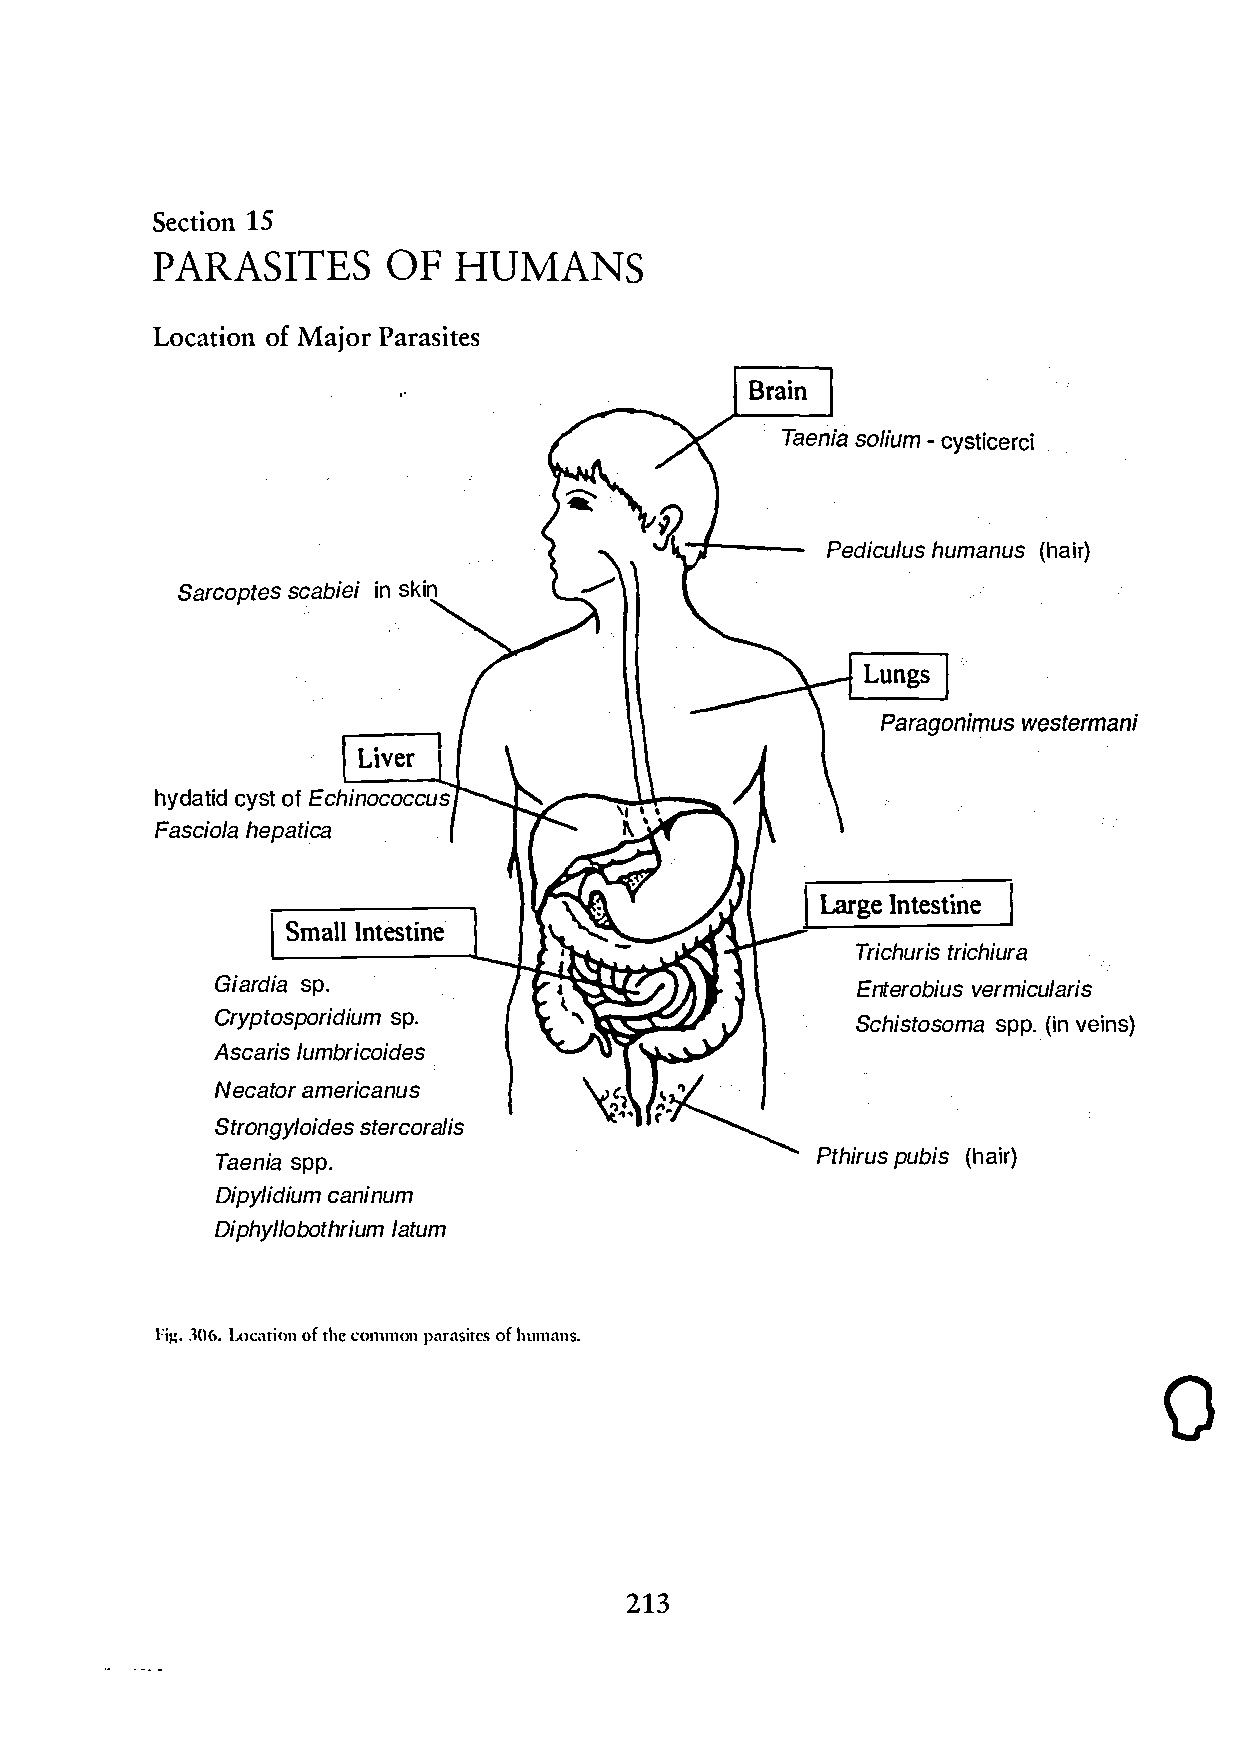 Section 15
PARASITES OF HUMANS
Location of Major Parasites
Brain
Taenia solium - cysticerci
Pediculus humanus (hair)
Sarcoptes scabiei in skin
Lungs
Paragonimus westermani
Liver
hydatid cyst of Echinococcus
Fasciola hepatica
Large Intestine
Trichuris trichiura
Enterobius vermicularis
Schistosoma spp. (in veins)
Small Intestine
Giardia sp.
Cryptosporidium sp.
Ascaris lumbricoides
Necator americanus
Strongyloides stercoralis
Taenia spp.
Dipylidium caninum
Diphyllobothrium latum
Pthirus pubis (hair)
Fig. 306. Location of the common parasites of humans.
213